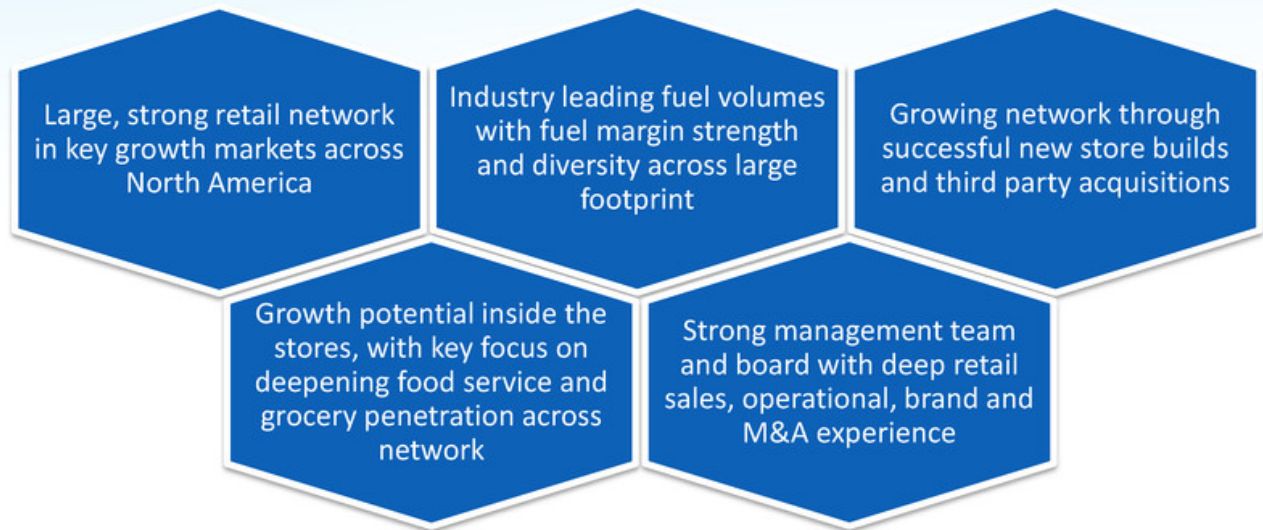 Large, strong retail network
in key growth markets across
North America
Industry leading fuel volumes
with fuel margin strength
and diversity across large
footprint
Growing network through
successful new store builds
and third party acquisitions
Growth potential inside the
stores, with key focus on
deepening food service and
grocery penetration across
network
Strong management team
and board with deep retail
sales, operational, brand and
M&A experience